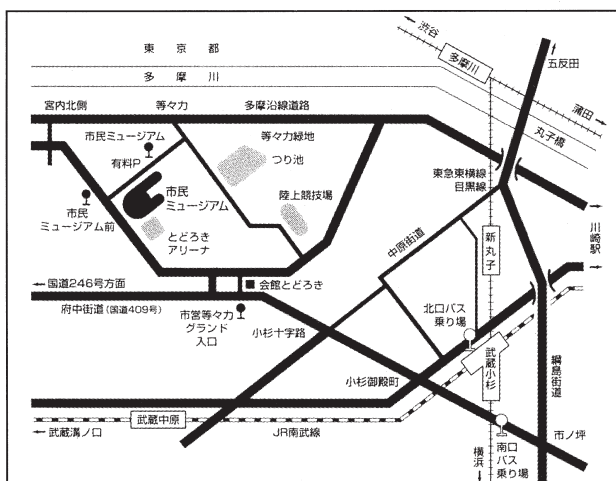 東京都
多摩川
←渋谷
多摩川
蒲田→
五反田
丸子橋
宮内北側
等々力
多摩沿線道路
市民ミュージアム
有料P
等々力緑地
つり池
陸上競技場
市民
ミュージアム
とどろき
アリーナ
市民
ミュージアム前
東急東横線
目黒線
中原街道
新丸子
川崎駅
←国道246号方面
会館とどろき
府中街道(国道409号)
市営等々力
グランド
入口
小杉十字路
北口バス
乗り場
武蔵小杉
小杉御殿町
綱島街道
武蔵中原
←武蔵溝ノ口
JR南武線
横浜
南口
バス
乗り場
市ノ坪